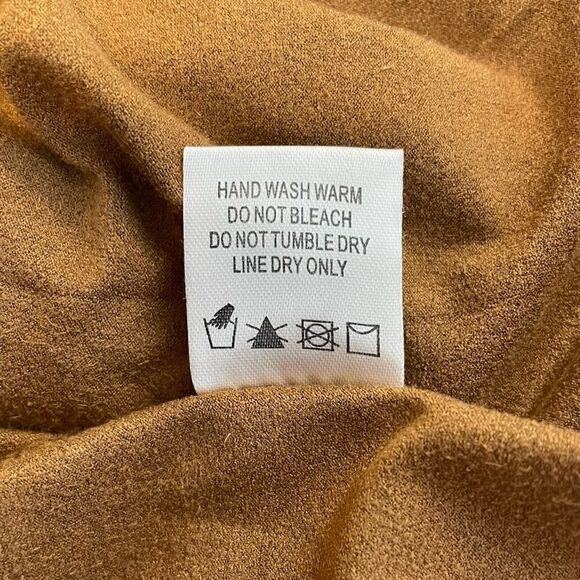 HAND WASH WARM
DO NOT BLEACH
DO NOT TUMBLE DRY
LINE DRY ONLY